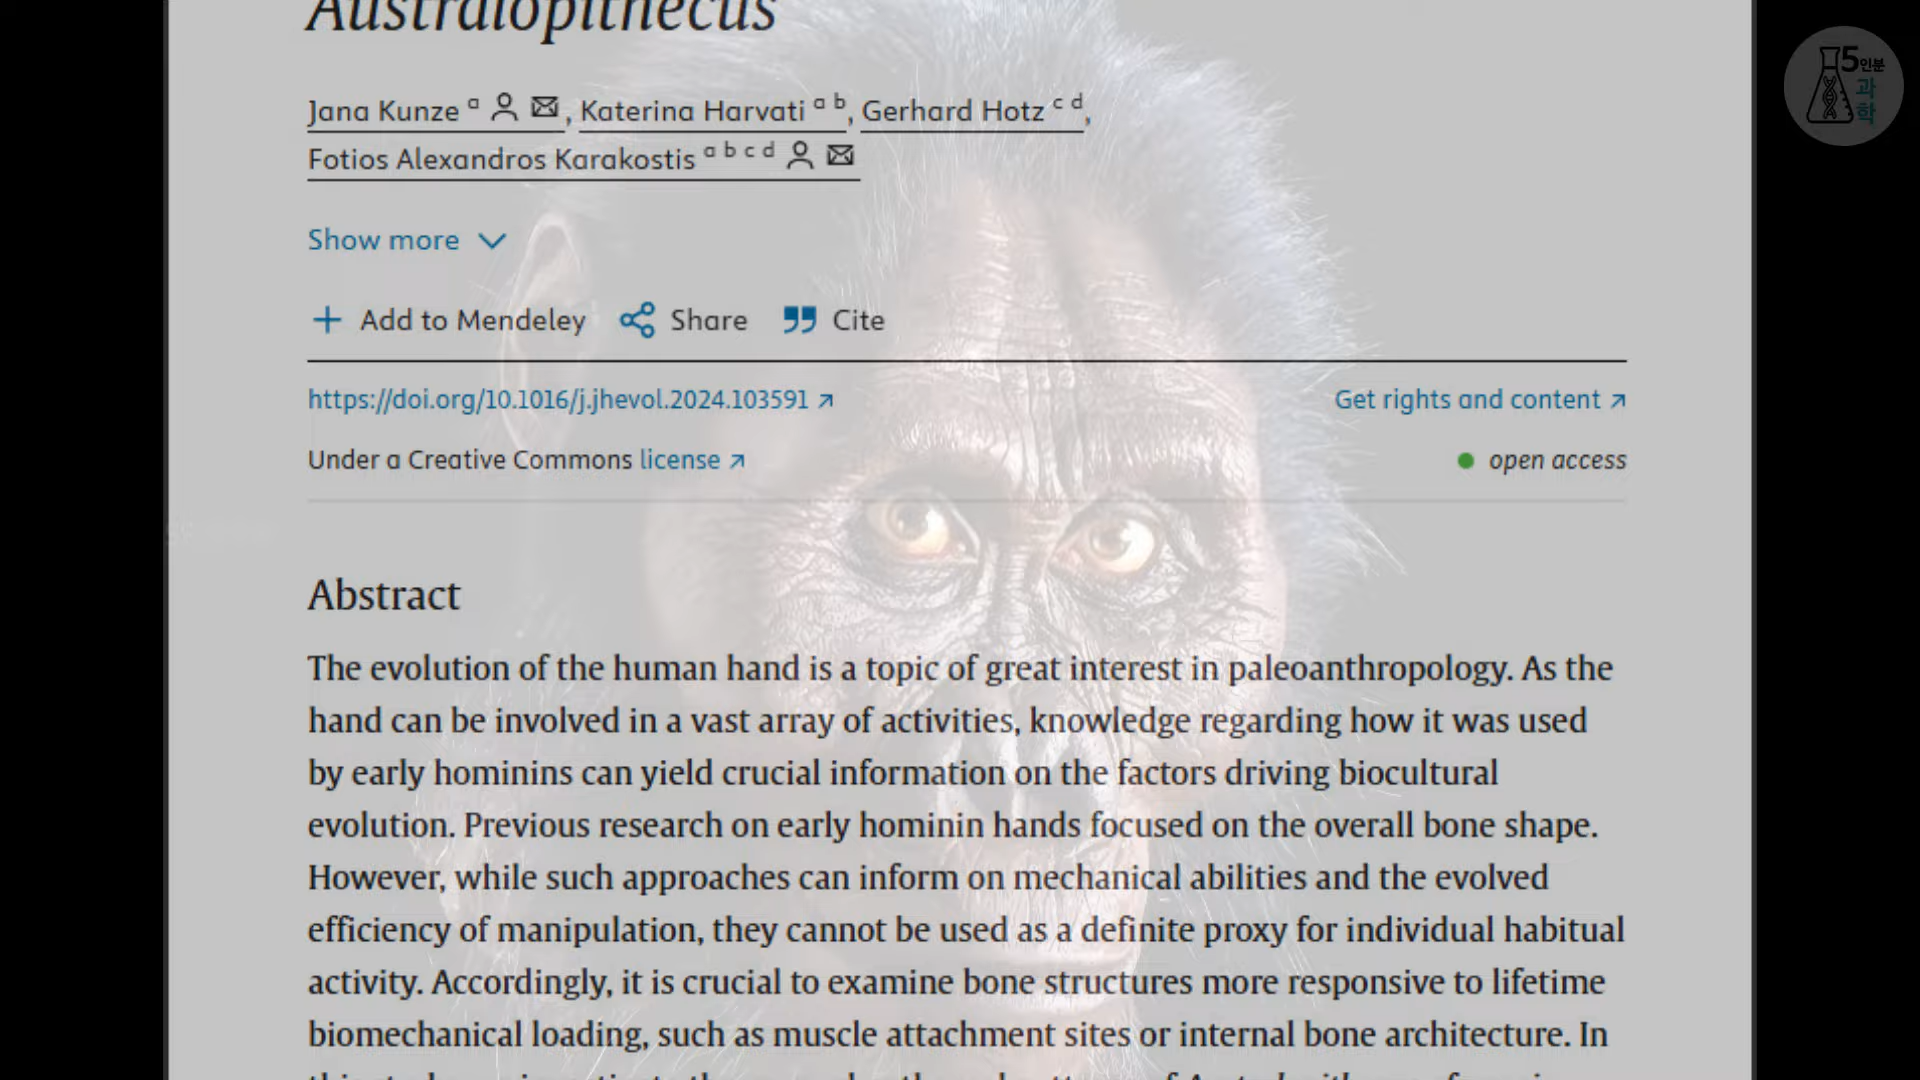 Australopithecus
Jana Kunze a, Katerina Harvati a b, Gerhard Hotz c d,
Fotios Alexandros Karakostis a b c d
Show more
Add to Mendeley Share Cite
https://doi.org/10.1016/j.jhevol.2024.103591 Get rights and content
Under a Creative Commons license open access
Abstract
The evolution of the human hand is a topic of great interest in paleoanthropology. As the
hand can be involved in a vast array of activities, knowledge regarding how it was used
by early hominins can yield crucial information on the factors driving biocultural
evolution. Previous research on early hominin hands focused on the overall bone shape.
However, while such approaches can inform on mechanical abilities and the evolved
efficiency of manipulation, they cannot be used as a definite proxy for individual habitual
activity. Accordingly, it is crucial to examine bone structures more responsive to lifetime
biomechanical loading, such as muscle attachment sites or internal bone architecture. In
5인분
과
학